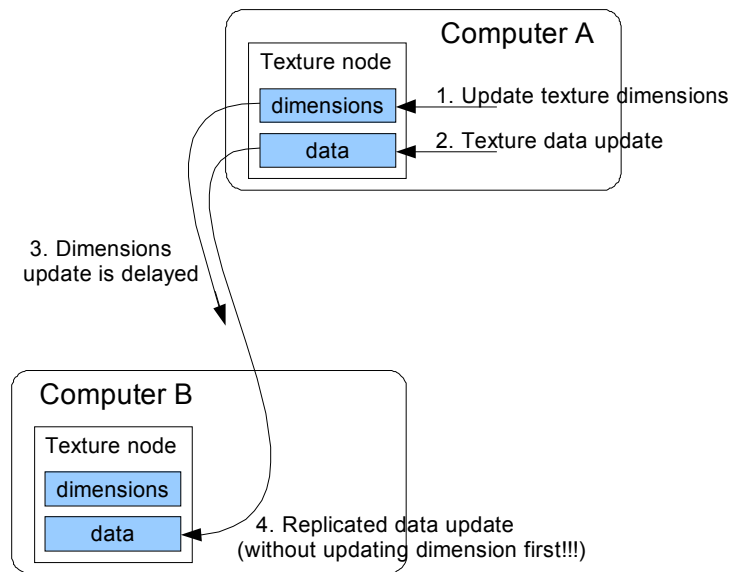 Computer A
Texture node
dimensions
data
1. Update texture dimensions
2. Texture data update
3. Dimensions
update is delayed
Computer B
Texture node
dimensions
data
4. Replicated data update
(without updating dimension first!!!)